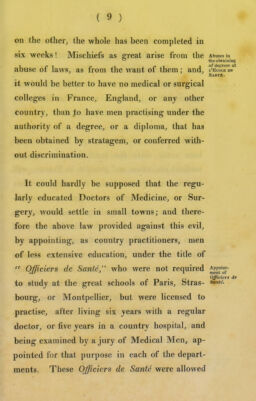 ( 9 )
on the other, the whole has been completed in
six weeks! Mischiefs as great arise from the
abuse of laws, as from the want of them; and,
it would be better to have no medical or surgical
colleges in France, England, or any other
country, than to have men practising under the
authority of a degree, or a diploma, that has
been obtained by stratagem, or conferred with-
out discrimination.
Abuses in
the obtaining
of degrees at
It could hardly be supposed that the regu-
larly educated Doctors of Medicine, or Sur-
gery, would settle in small towns; and there-
fore the above law provided against this evil,
by appointing, as country practitioners, men
of less extensive education, under the title of
" Officiers de Santé," who were not required
to study at the great schools of Paris, Stras-
bourg, or Montpellier, but were licensed to
practise, after living six years with a regular
doctor, or five years in a country hospital, and
being examined by a jury of Medical Men, ap-
pointed for that purpose in each of the depart-
ments. These Officiers de Santé were allowed
Appoint-
ment of
Officiers de
Santé.